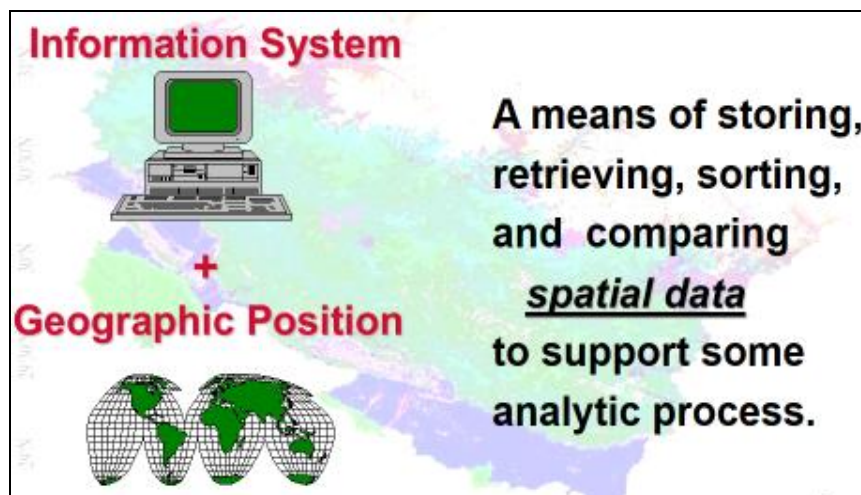 Information System
+
Geographic Position
A means of storing,
retrieving, sorting,
and comparing
spatial data
to support some
analytic process.